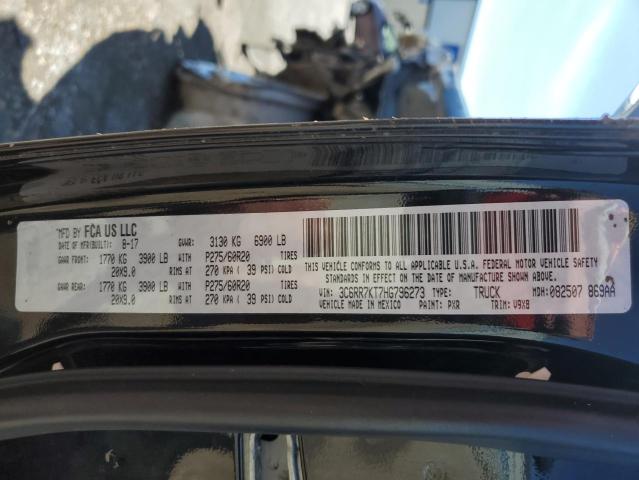 MFD BY FCA US LLC
DATE OF MFR(BUILT): 8-17 GVWR: 3130 KG 6900 LB
GAWR FRONT: 1770 KG 3900 LB WITH P275/60R20 TIRES
20X9.0 RIMS AT 270 KPA ( 39 PSI) COLD
GAWR REAR: 1770 KG 3900 LB WITH P275/60R20 TIRES
20X9.0 RIMS AT 270 KPA ( 39 PSI) COLD
THIS VEHICLE CONFORMS TO ALL APPLICABLE U.S.A. FEDERAL MOTOR VEHICLE SAFETY
STANDARDS IN EFFECT ON THE DATE OF MANUFACTURE SHOWN ABOVE.
VIN: 3C6RR7KT7HG796273 TYPE: TRUCK MDH: 082507 869AA
VEHICLE MADE IN MEXICO PAINT: PXR TRIM: V9X8